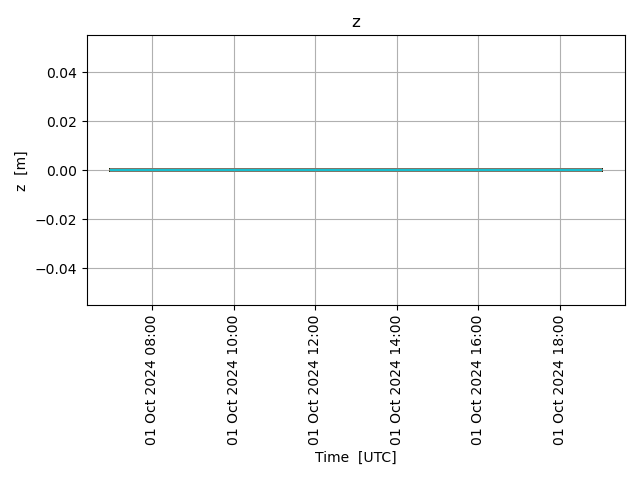 z
0.04
0.02
0.00
−0.02
−0.04
z [m]
01 Oct 2024 08:00
01 Oct 2024 10:00
01 Oct 2024 12:00
01 Oct 2024 14:00
01 Oct 2024 16:00
01 Oct 2024 18:00
Time [UTC]